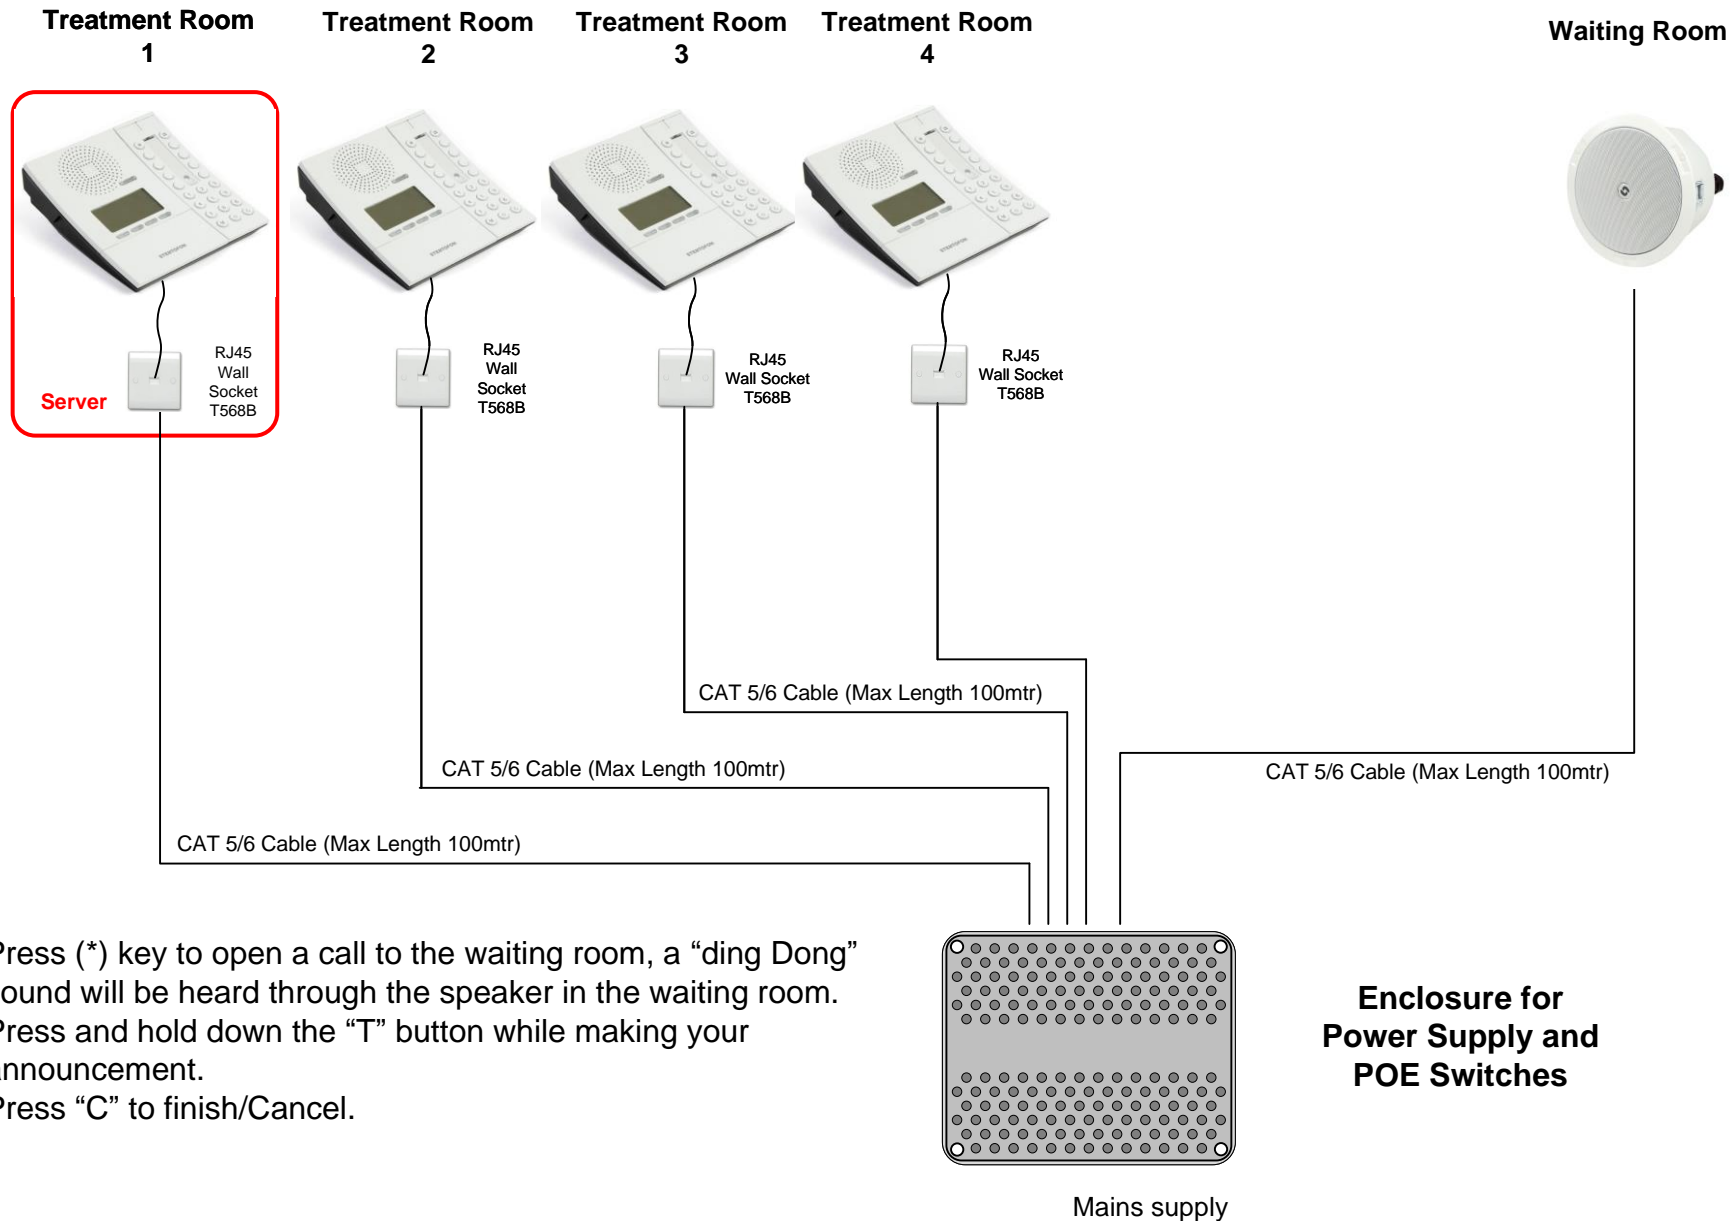 Treatment Room
1
Treatment Room
2
Treatment Room
3
Treatment Room
4
Waiting Room
Server
RJ45
Wall
Socket
T568B
RJ45
Wall
Socket
T568B
RJ45
Wall Socket
T568B
RJ45
Wall Socket
T568B
CAT 5/6 Cable (Max Length 100mtr)
CAT 5/6 Cable (Max Length 100mtr)
CAT 5/6 Cable (Max Length 100mtr)
CAT 5/6 Cable (Max Length 100mtr)
Press (*) key to open a call to the waiting room, a “ding Dong”
sound will be heard through the speaker in the waiting room.
Press and hold down the “T” button while making your
announcement.
Press “C” to finish/Cancel.
Enclosure for
Power Supply and
POE Switches
Mains supply